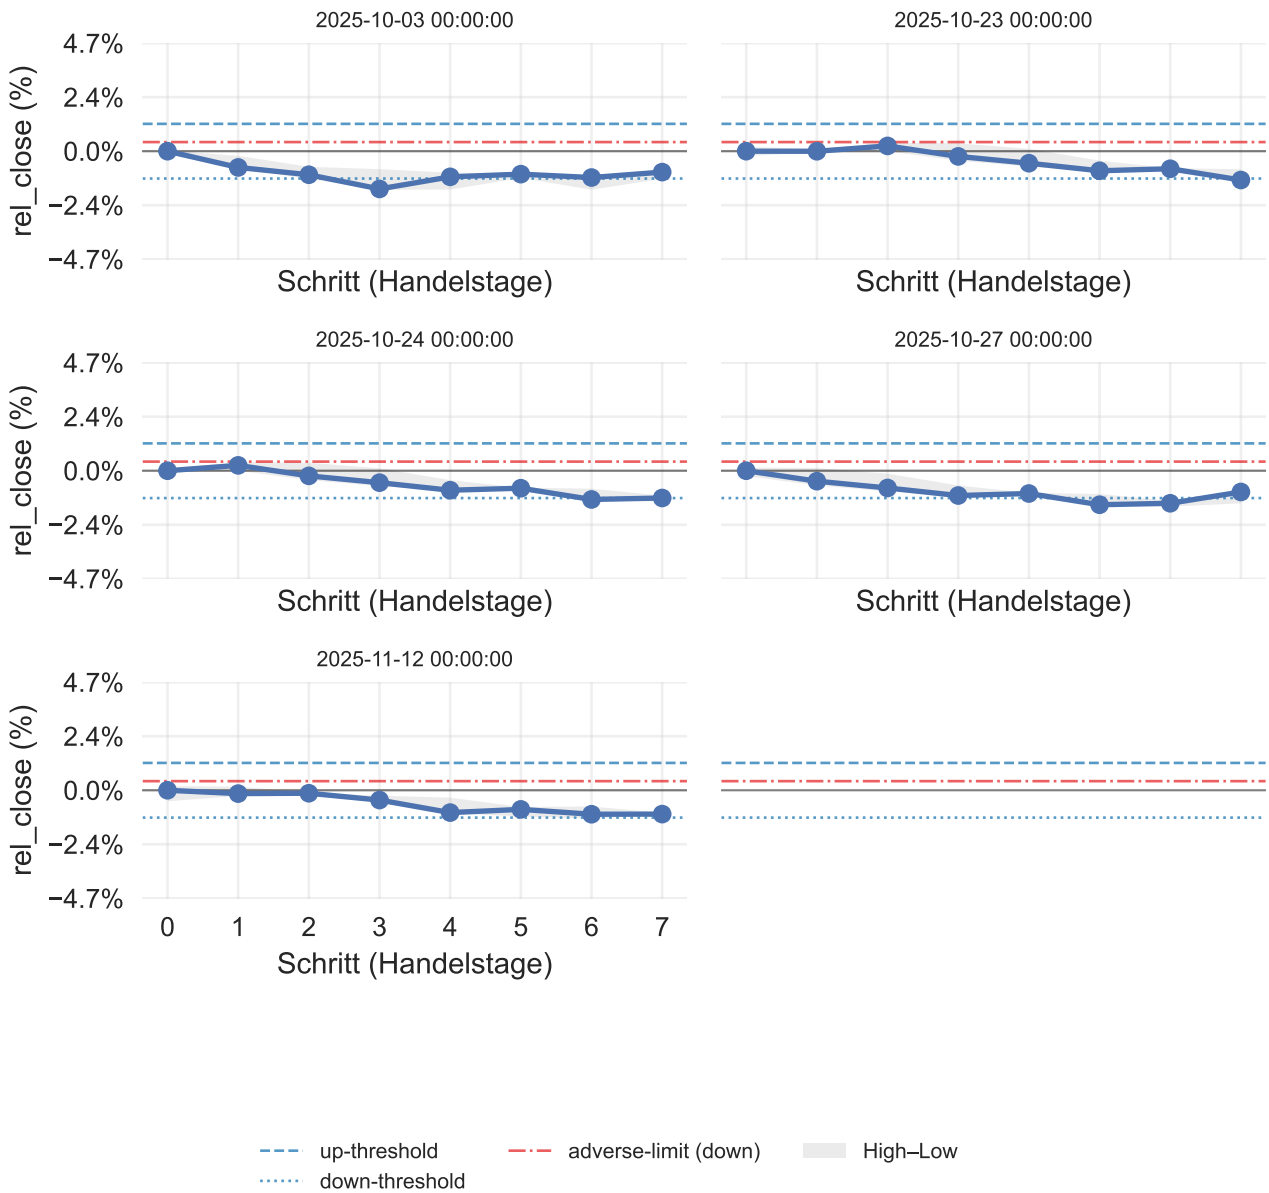 2025-10-03 00:00:00
2025-10-23 00:00:00
4.7%
2.4%
0.0%
−2.4%
−4.7%
rel_close (%)
Schritt (Handelstage)
Schritt (Handelstage)
2025-10-24 00:00:00
2025-10-27 00:00:00
4.7%
2.4%
0.0%
−2.4%
−4.7%
rel_close (%)
Schritt (Handelstage)
Schritt (Handelstage)
2025-11-12 00:00:00
4.7%
2.4%
0.0%
−2.4%
−4.7%
rel_close (%)
0 1 2 3 4 5 6 7
Schritt (Handelstage)
up-threshold
down-threshold
adverse-limit (down)
High–Low